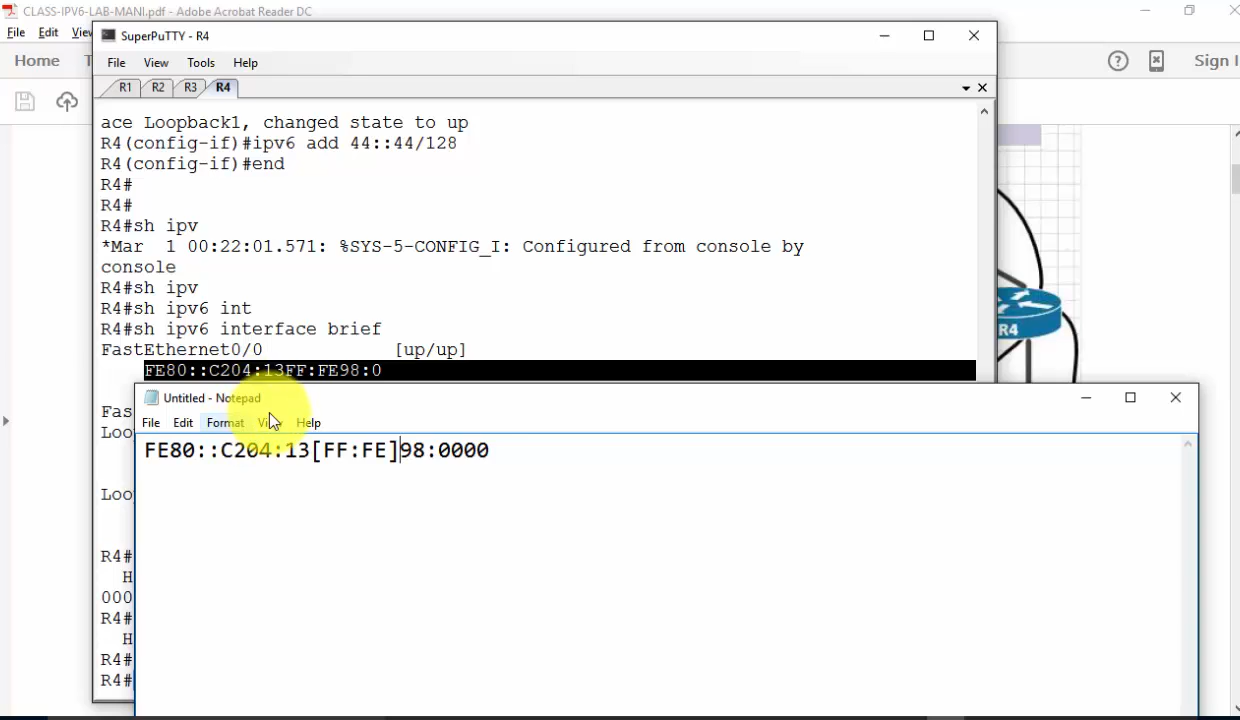 CLASS-IPV6-LAB-MANI.pdf - Adobe Acrobat Reader DC
File Edit View
Home
Sign I
SuperPuTTY - R4
File View Tools Help
R1 R2 R3 R4
ace Loopback1, changed state to up
R4(config-if)#ipv6 add 44::44/128
R4(config-if)#end
R4#
R4#
R4#sh ipv
*Mar 1 00:22:01.571: %SYS-5-CONFIG_I: Configured from console by
console
R4#sh ipv
R4#sh ipv6 int
R4#sh ipv6 interface brief
FastEthernet0/0 [up/up]
FE80::C204:13FF:FE98:0
Fas
Loo
Loo
R4#
H
000
R4#
H
R4#
R4#
Untitled - Notepad
File Edit Format View Help
FE80::C204:13[FF:FE]98:0000
R4